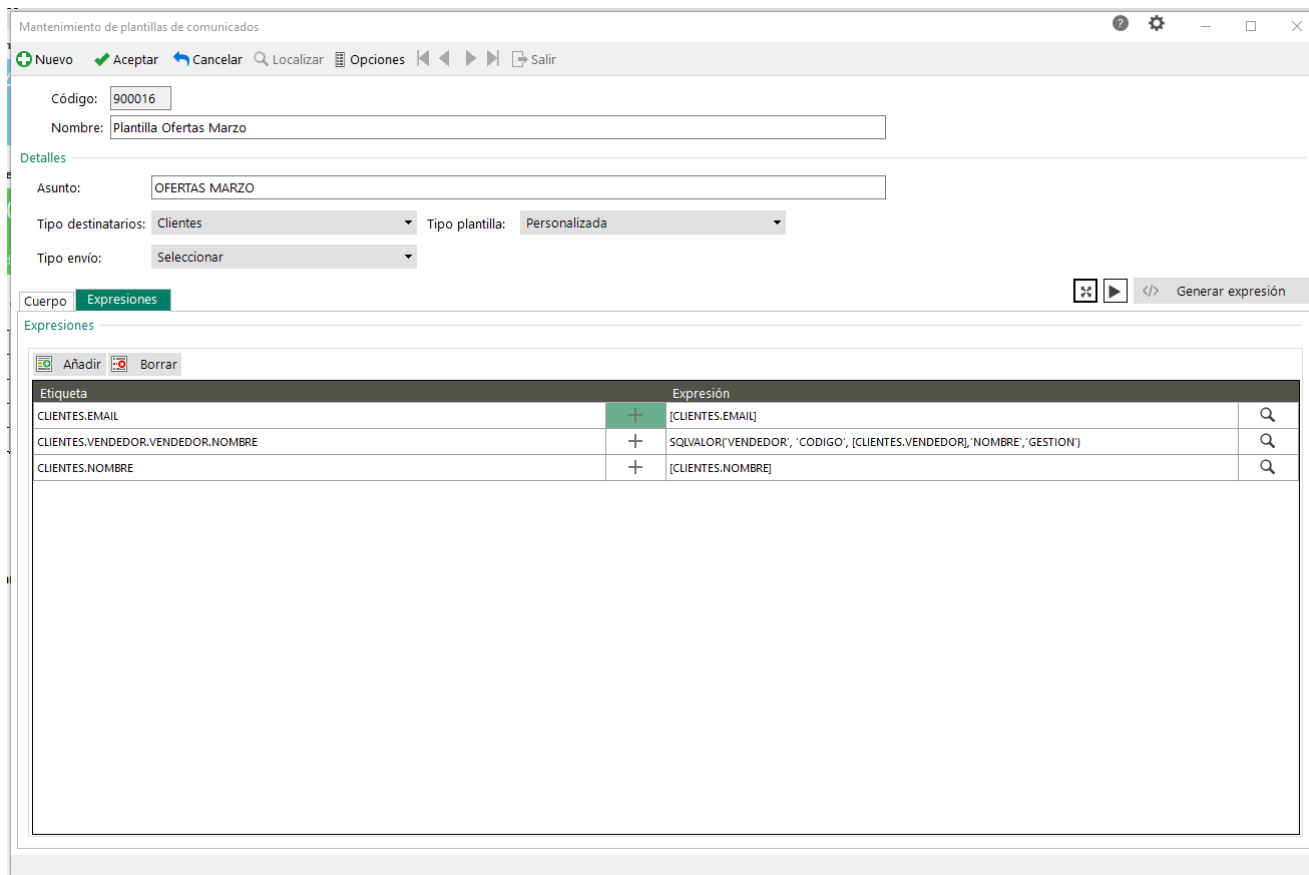 Mantenimiento de plantillas de comunicados
Nuevo Aceptar Cancelar Localizar Opciones Salir
Código: 900016
Nombre: Plantilla Ofertas Marzo
Detalles
Asunto: OFERTAS MARZO
Tipo destinatarios: Clientes Tipo plantilla: Personalizada
Tipo envío: Seleccionar
Cuerpo Expresiones </> Generar expresión
Expresiones
Añadir Borrar
Etiqueta Expresión
CLIENTES.EMAIL + [CLIENTES.EMAIL]
CLIENTES.VENDEDOR.VENDEDOR.NOMBRE + SQLVALOR('VENDEDOR', 'CODIGO', [CLIENTES.VENDEDOR],'NOMBRE','GESTION')
CLIENTES.NOMBRE + [CLIENTES.NOMBRE]